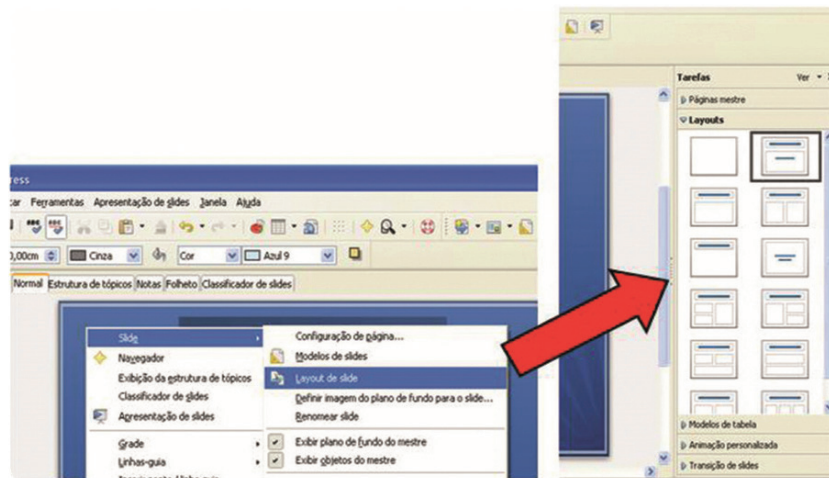 ress
car Ferramentas Apresentação de slides Janela Ajuda
0,00cm Cinza Cor Azul 9
Normal Estrutura de tópicos Notas Folheto Classificador de slides
Slide
Navegador
Exibição da estrutura de tópicos
Classificador de slides
Apresentação de slides
Grade
Linhas-guia
Configuração de página...
Modelos de slides
Layout de slide
Definir imagem do plano de fundo para o slide...
Renomear slide
Exibir plano de fundo do mestre
Exibir objetos do mestre
Tarefas Ver
Páginas mestre
Layouts
Modelos de tabela
Animação personalizada
Transição de slides